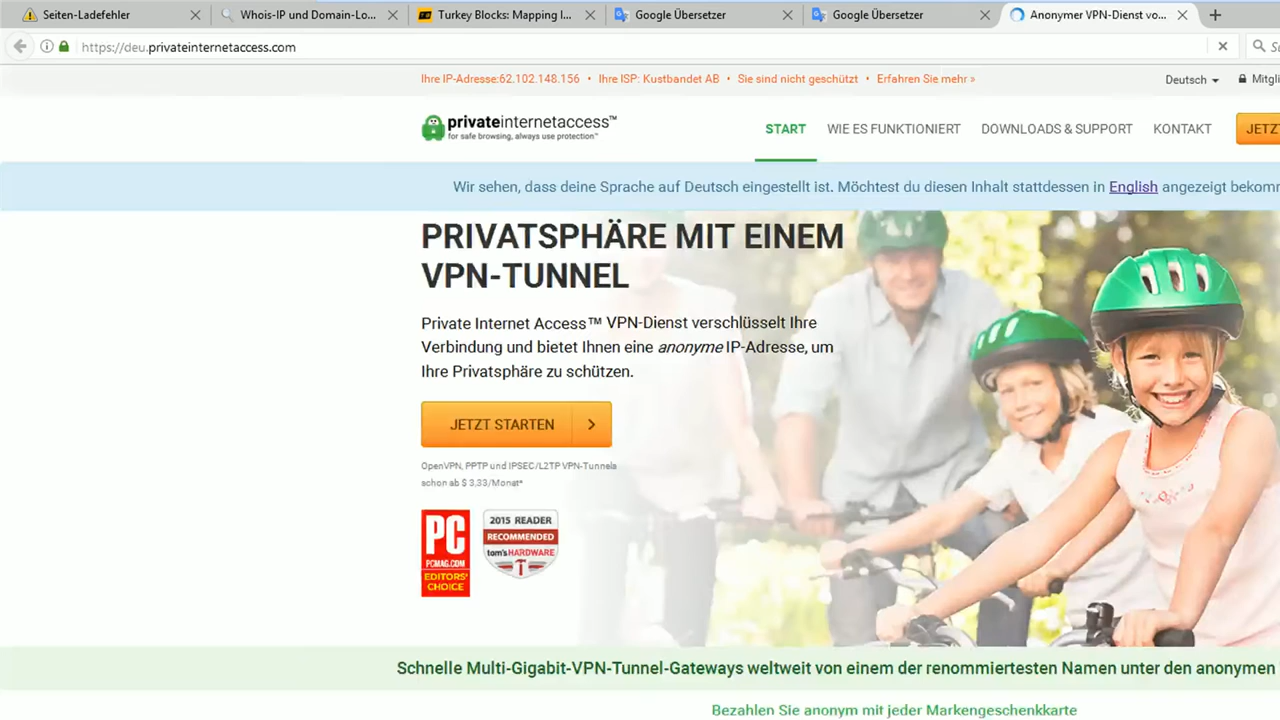 Seiten-Ladefehler
Whois-IP und Domain-Lo...
Turkey Blocks: Mapping I...
Google Übersetzer
Google Übersetzer
Anonymer VPN-Dienst vo...
https://deu.privateinternetaccess.com
Ihre IP-Adresse:62.102.148.156 • Ihre ISP: Kustbandet AB • Sie sind nicht geschützt • Erfahren Sie mehr »
Deutsch
privateinternetaccess™
for safe browsing, always use protection™
START
WIE ES FUNKTIONIERT
DOWNLOADS & SUPPORT
KONTAKT
JETZT
Wir sehen, dass deine Sprache auf Deutsch eingestellt ist. Möchtest du diesen Inhalt stattdessen in English angezeigt
PRIVATSPHÄRE MIT EINEM
VPN-TUNNEL
Private Internet Access™ VPN-Dienst verschlüsselt Ihre
Verbindung und bietet Ihnen eine anonyme IP-Adresse, um
Ihre Privatsphäre zu schützen.
JETZT STARTEN
OpenVPN, PPTP und IPSEC/L2TP VPN-Tunnels
schon ab $ 3,33/Monat*
PC
PCMAG.COM
EDITORS'
CHOICE
2015 READER
RECOMMENDED
tom's HARDWARE
Schnelle Multi-Gigabit-VPN-Tunnel-Gateways weltweit von einem der renommiertesten Namen unter den anonymen
Bezahlen Sie anonym mit jeder Markengeschenkkarte